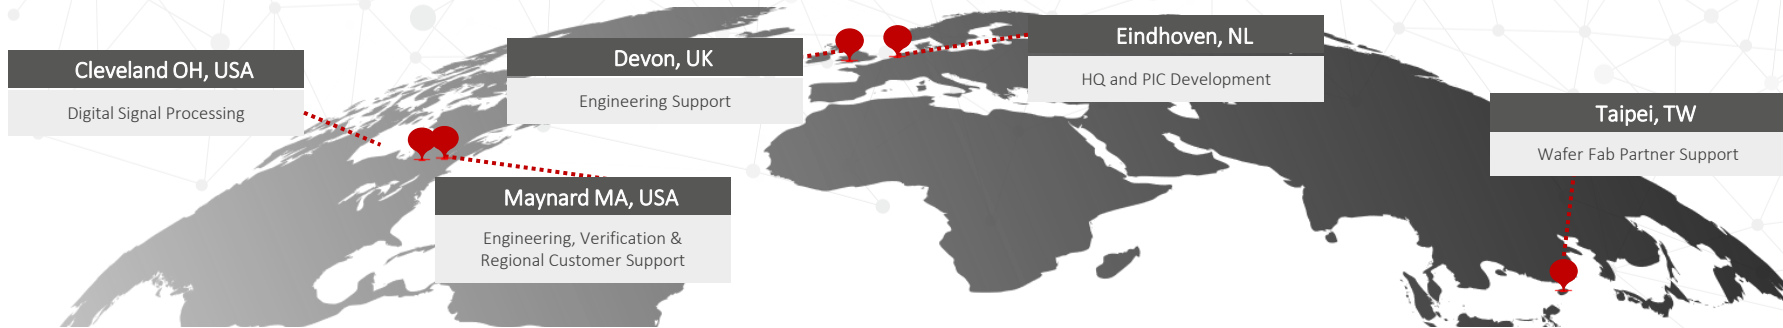 Cleveland OH, USA
Digital Signal Processing
Devon, UK
Engineering Support
Eindhoven, NL
HQ and PIC Development
Maynard MA, USA
Engineering, Verification &
Regional Customer Support
Taipei, TW
Wafer Fab Partner Support